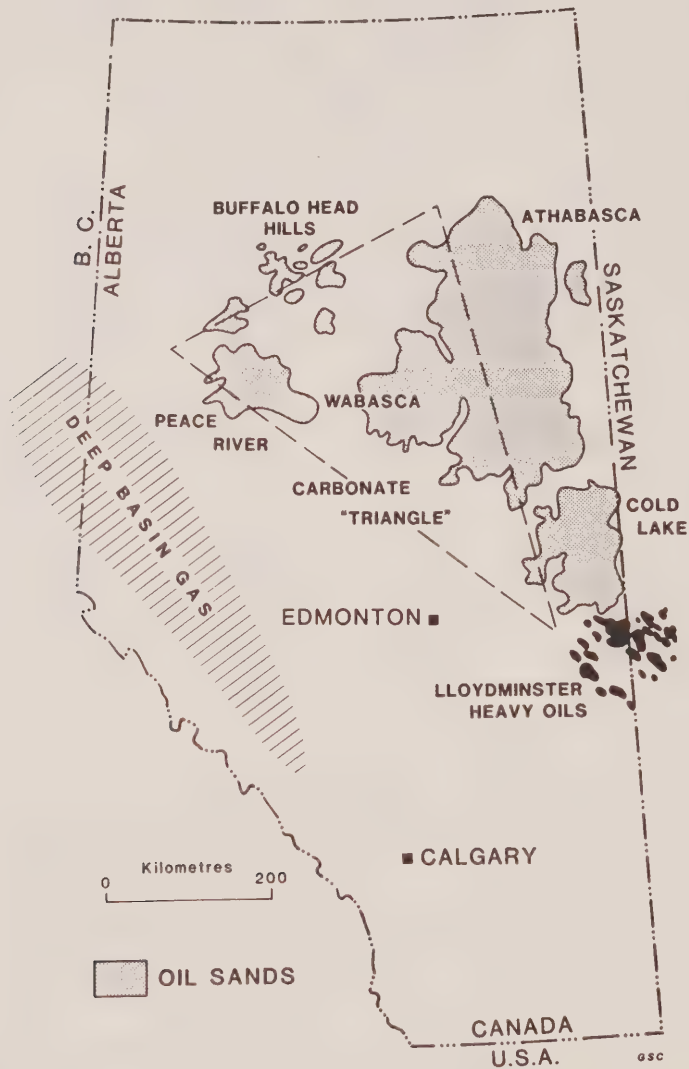 BUFFALO HEAD
HILLS
ATHABASCA
B. C.
ALBERTA
SASKATCHEWAN
WABASCA
PEACE
RIVER
DEEP BASIN GAS
CARBONATE
"TRIANGLE"
COLD
LAKE
EDMONTON
LLOYDMINSTER
HEAVY OILS
Kilometres
0 200
CALGARY
OIL SANDS
CANADA
U.S.A.
GSC